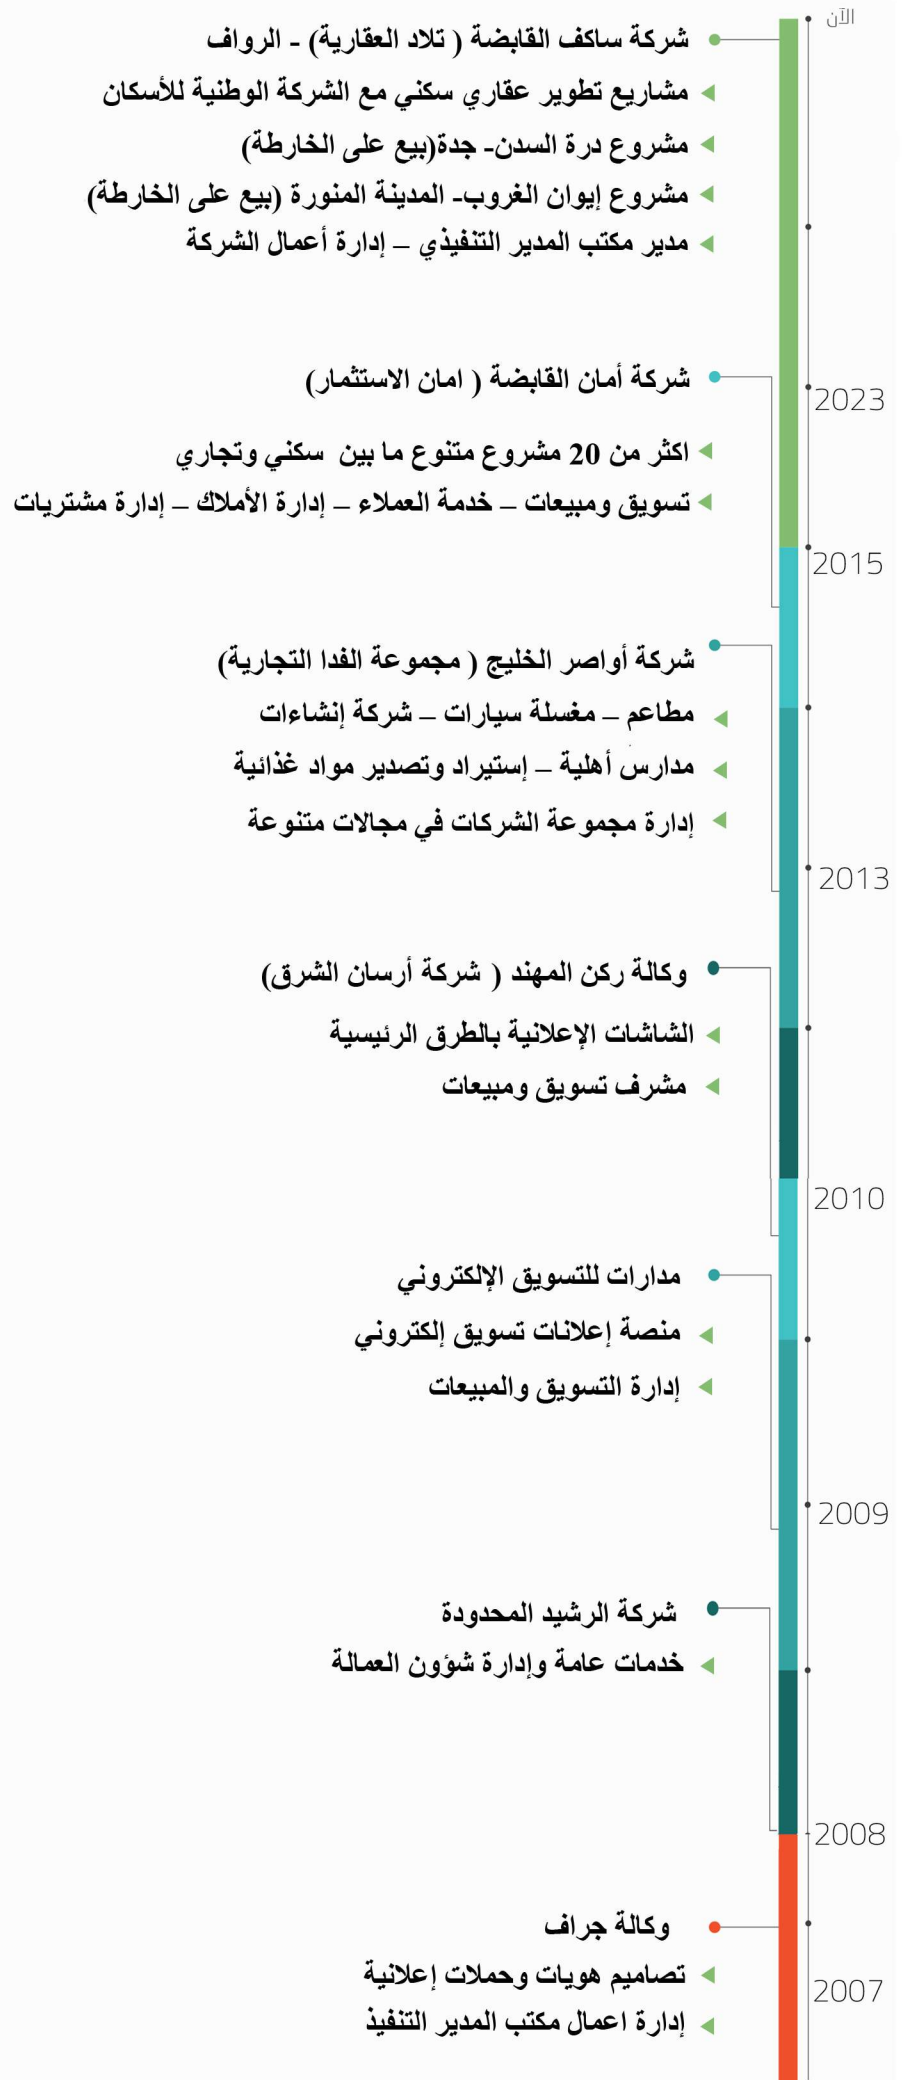 الآن
شركة ساكف القابضة ( تلاد العقارية) - الرواف
مشاريع تطوير عقاري سكني مع الشركة الوطنية للأسكان
مشروع درة السدن- جدة(بيع على الخارطة)
مشروع إيوان الغروب- المدينة المنورة (بيع على الخارطة)
مدير مكتب المدير التنفيذي – إدارة أعمال الشركة
2023
شركة أمان القابضة ( امان الاستثمار)
اكثر من 20 مشروع متنوع ما بين سكني وتجاري
تسويق ومبيعات – خدمة العملاء – إدارة الأملاك – إدارة مشتريات
2015
شركة أواصر الخليج ( مجموعة الفدا التجارية)
مطاعم – مغسلة سيارات – شركة إنشاءات
مدارس أهلية – إستيراد وتصدير مواد غذائية
إدارة مجموعة الشركات في مجالات متنوعة
2013
وكالة ركن المهند ( شركة أرسان الشرق)
الشاشات الإعلانية بالطرق الرئيسية
مشرف تسويق ومبيعات
2010
مدارات للتسويق الإلكتروني
منصة إعلانات تسويق إلكتروني
إدارة التسويق والمبيعات
2009
شركة الرشيد المحدودة
خدمات عامة وإدارة شؤون العمالة
2008
وكالة جراف
تصاميم هويات وحملات إعلانية
2007
إدارة اعمال مكتب المدير التنفيذ